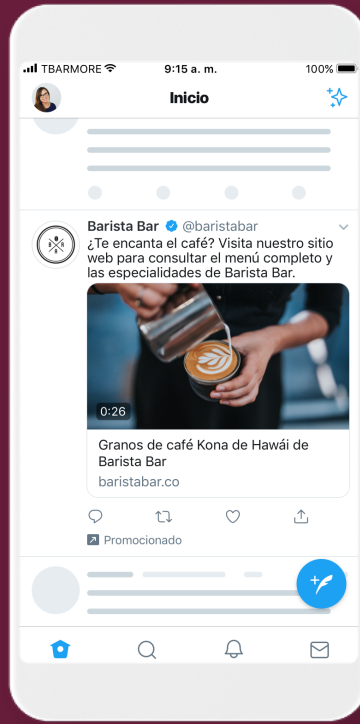 TBARMORE 9:15 a. m. 100%
Inicio
Barista Bar @baristabar
¿Te encanta el café? Visita nuestro sitio
web para consultar el menú completo y
las especialidades de Barista Bar.
0:26
Granos de café Kona de Hawái de
Barista Bar
baristabar.co
Promocionado